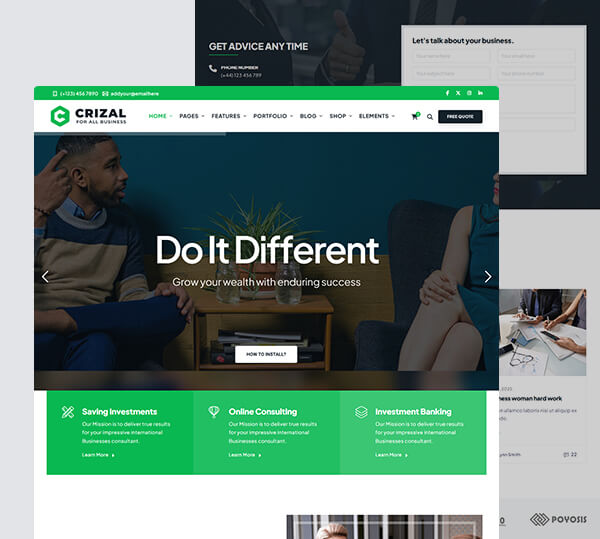 GET ADVICE ANY TIME
PHONE NUMBER
(+44) 123 456 789
Let's talk about your business.
Your name here
Your email here
Your subject here
Your phone number
(+123) 456 7890 addyour@emailhere
CRIZAL
FOR ALL BUSINESS
HOME PAGES FEATURES PORTFOLIO BLOG SHOP ELEMENTS
FREE QUOTE
Do It Different
Grow your wealth with enduring success
HOW TO INSTALL?
Saving Investments
Our Mission is to deliver true results
for your impressive international
Businesses consultant.
Learn More
Online Consulting
Our Mission is to deliver true results
for your impressive international
Businesses consultant.
Learn More
Investment Banking
Our Mission is to deliver true results
for your impressive international
Businesses consultant.
Learn More
ness woman hard work
ullamco laboris nisi ut aliquip ex
Smith
22
POYOSIS